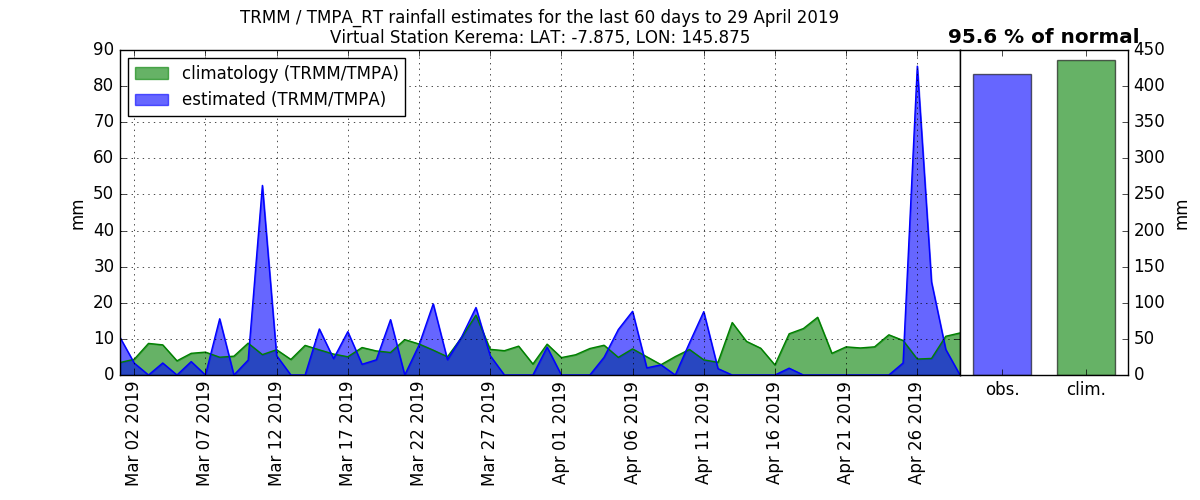 TRMM / TMPA_RT rainfall estimates for the last 60 days to 29 April 2019
Virtual Station Kerema: LAT: -7.875, LON: 145.875
95.6 % of normal
climatology (TRMM/TMPA)
estimated (TRMM/TMPA)
90
80
70
60
50
40
30
20
10
0
mm
450
400
350
300
250
200
150
100
50
0
mm
Mar 02 2019
Mar 07 2019
Mar 12 2019
Mar 17 2019
Mar 22 2019
Mar 27 2019
Apr 01 2019
Apr 06 2019
Apr 11 2019
Apr 16 2019
Apr 21 2019
Apr 26 2019
obs.
clim.